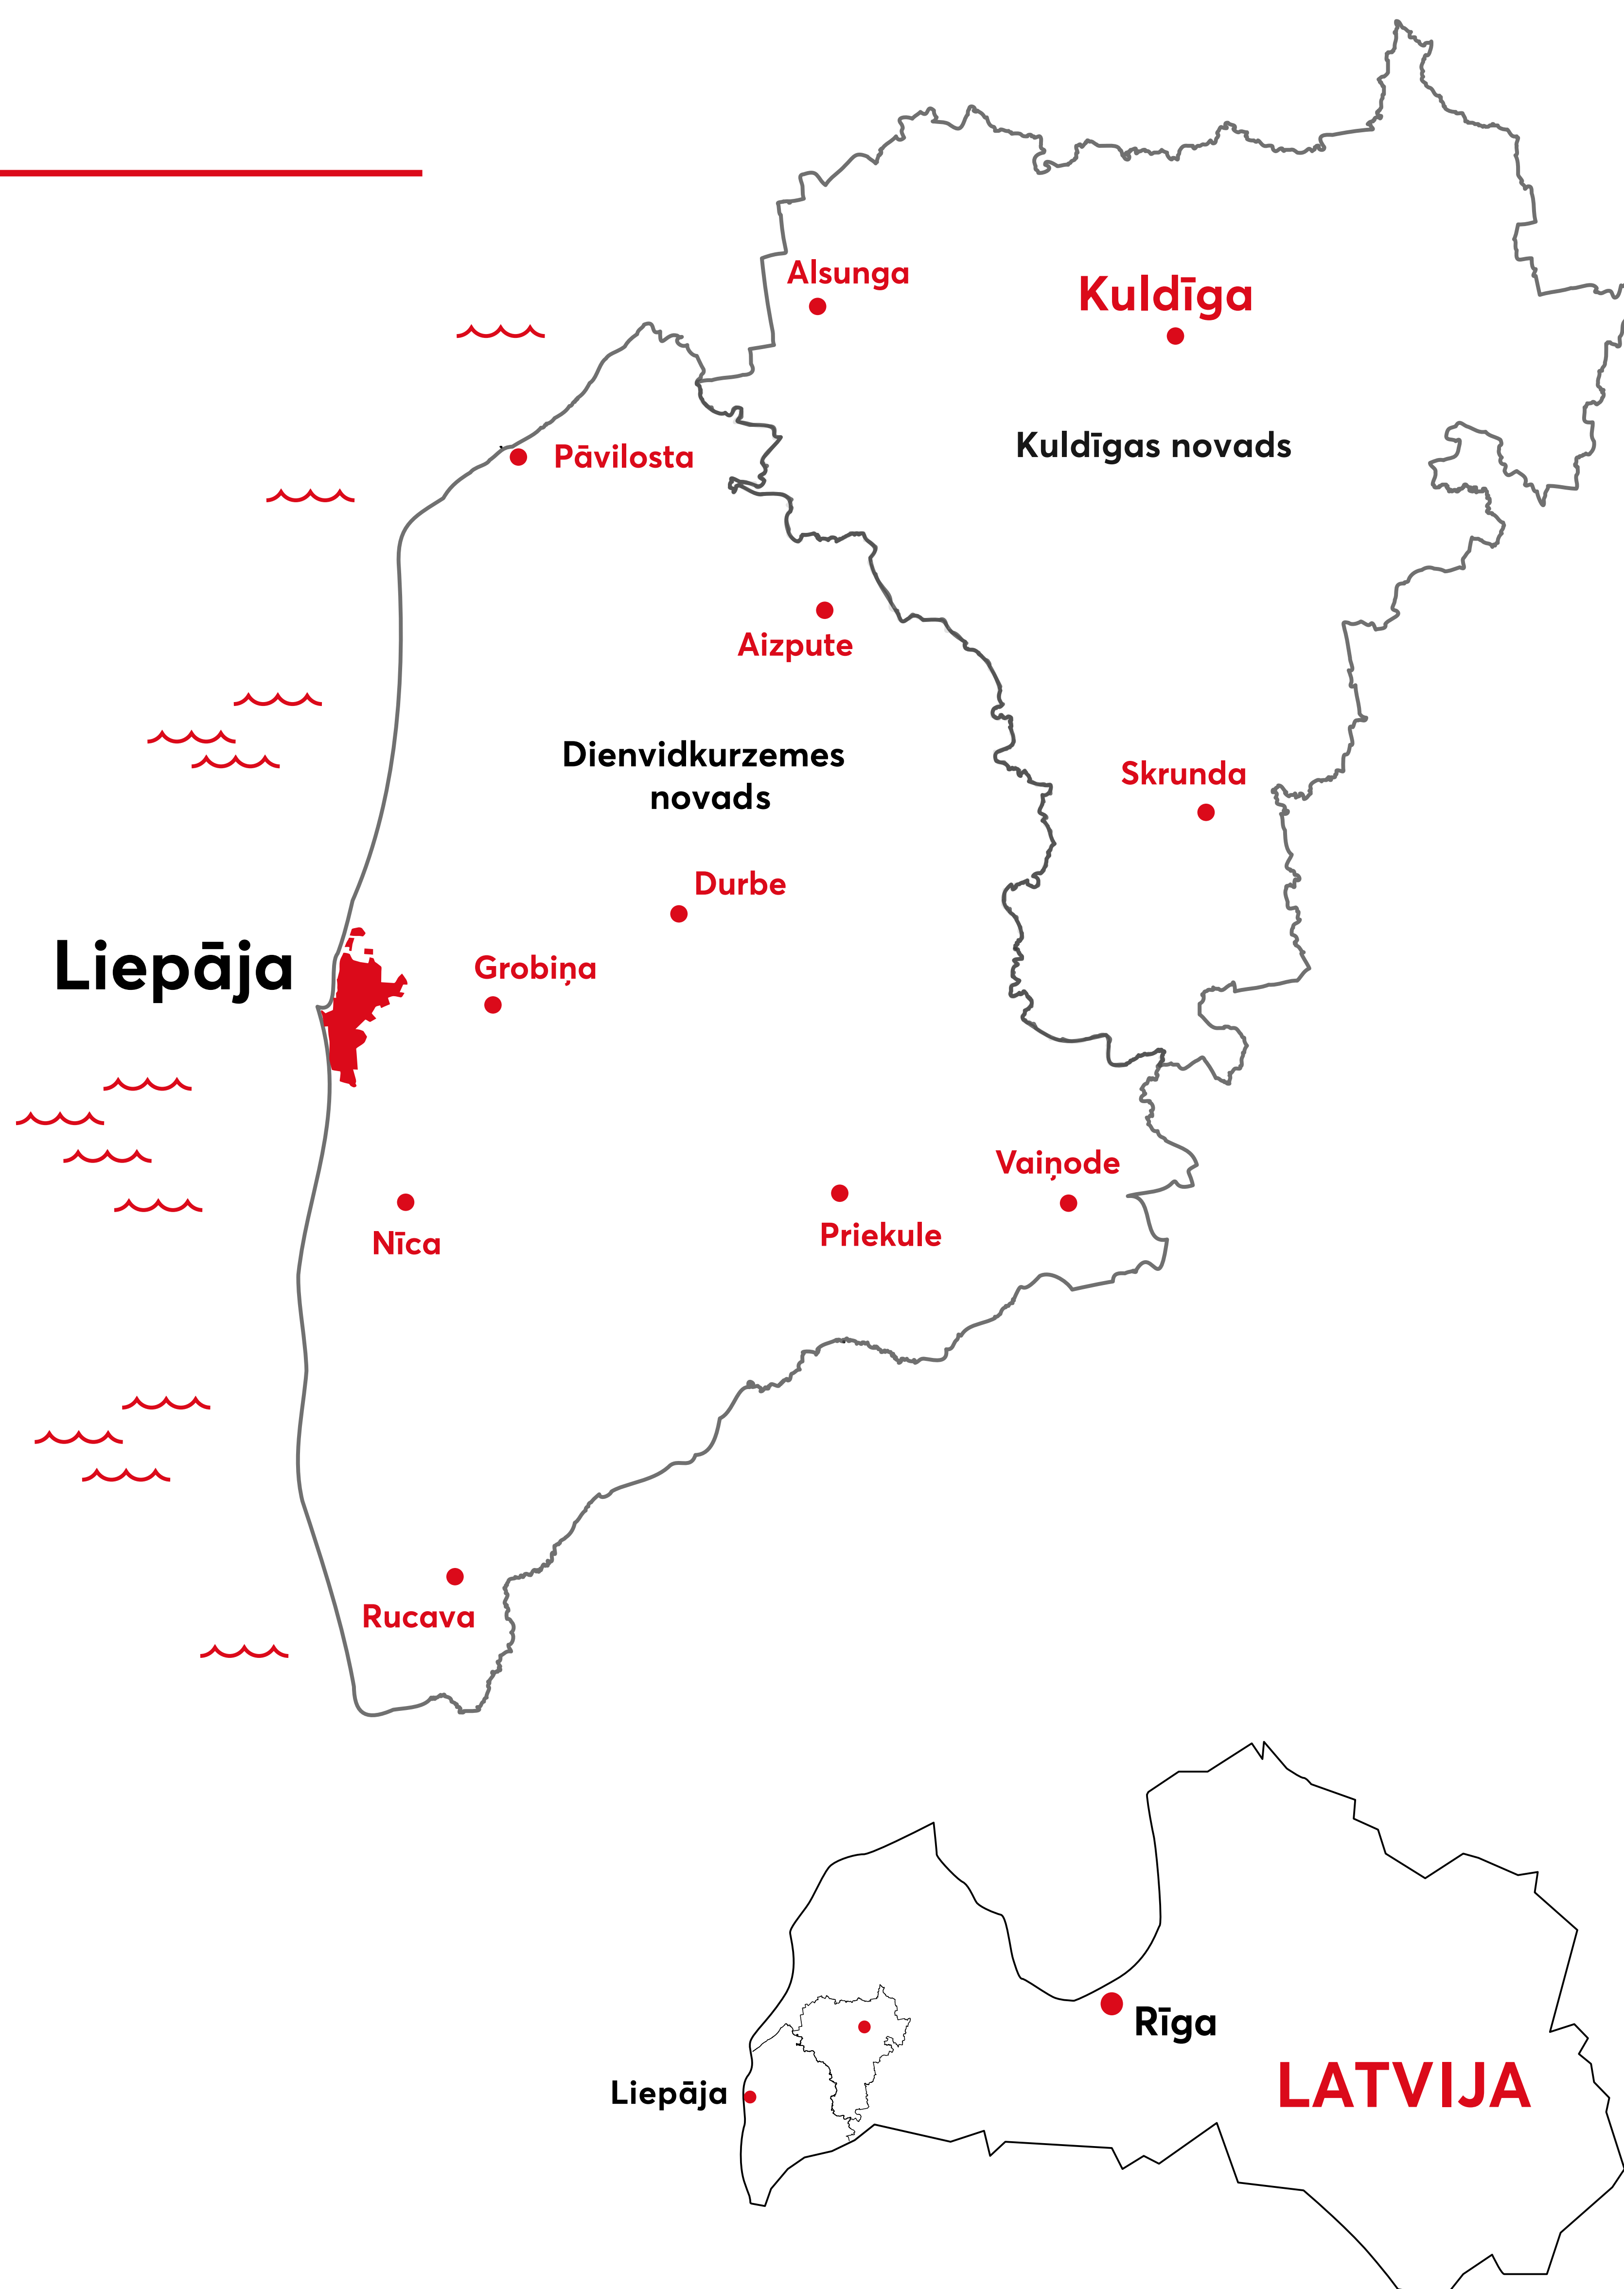 Alsunga
Kuldīga
Kuldīgas novads
Pāvilosta
Aizpute
Dienvidkurzemes
novads
Skrunda
Durbe
Liepāja
Grobiņa
Vaiņode
Priekule
Nīca
Rucava
Rīga
LATVIJA
Liepāja